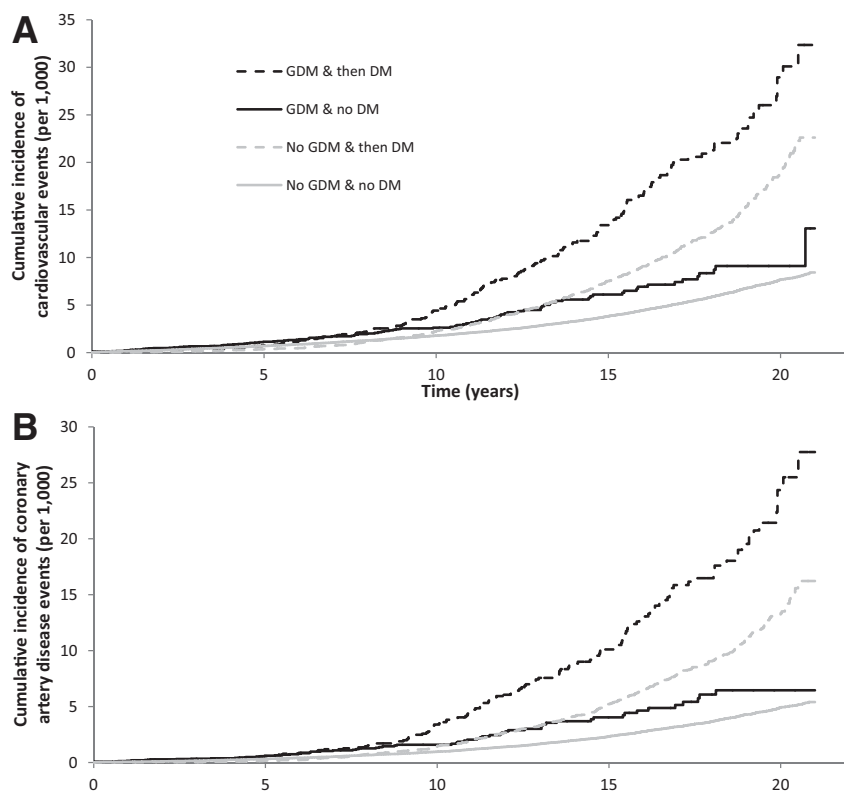 A
Cumulative incidence of
cardiovascular events (per 1,000)
35
30
25
20
15
10
5
0
GDM & then DM
GDM & no DM
No GDM & then DM
No GDM & no DM
0 5 10 15 20
Time (years)
B
Cumulative incidence of coronary
artery disease events (per 1,000)
30
25
20
15
10
5
0
0 5 10 15 20